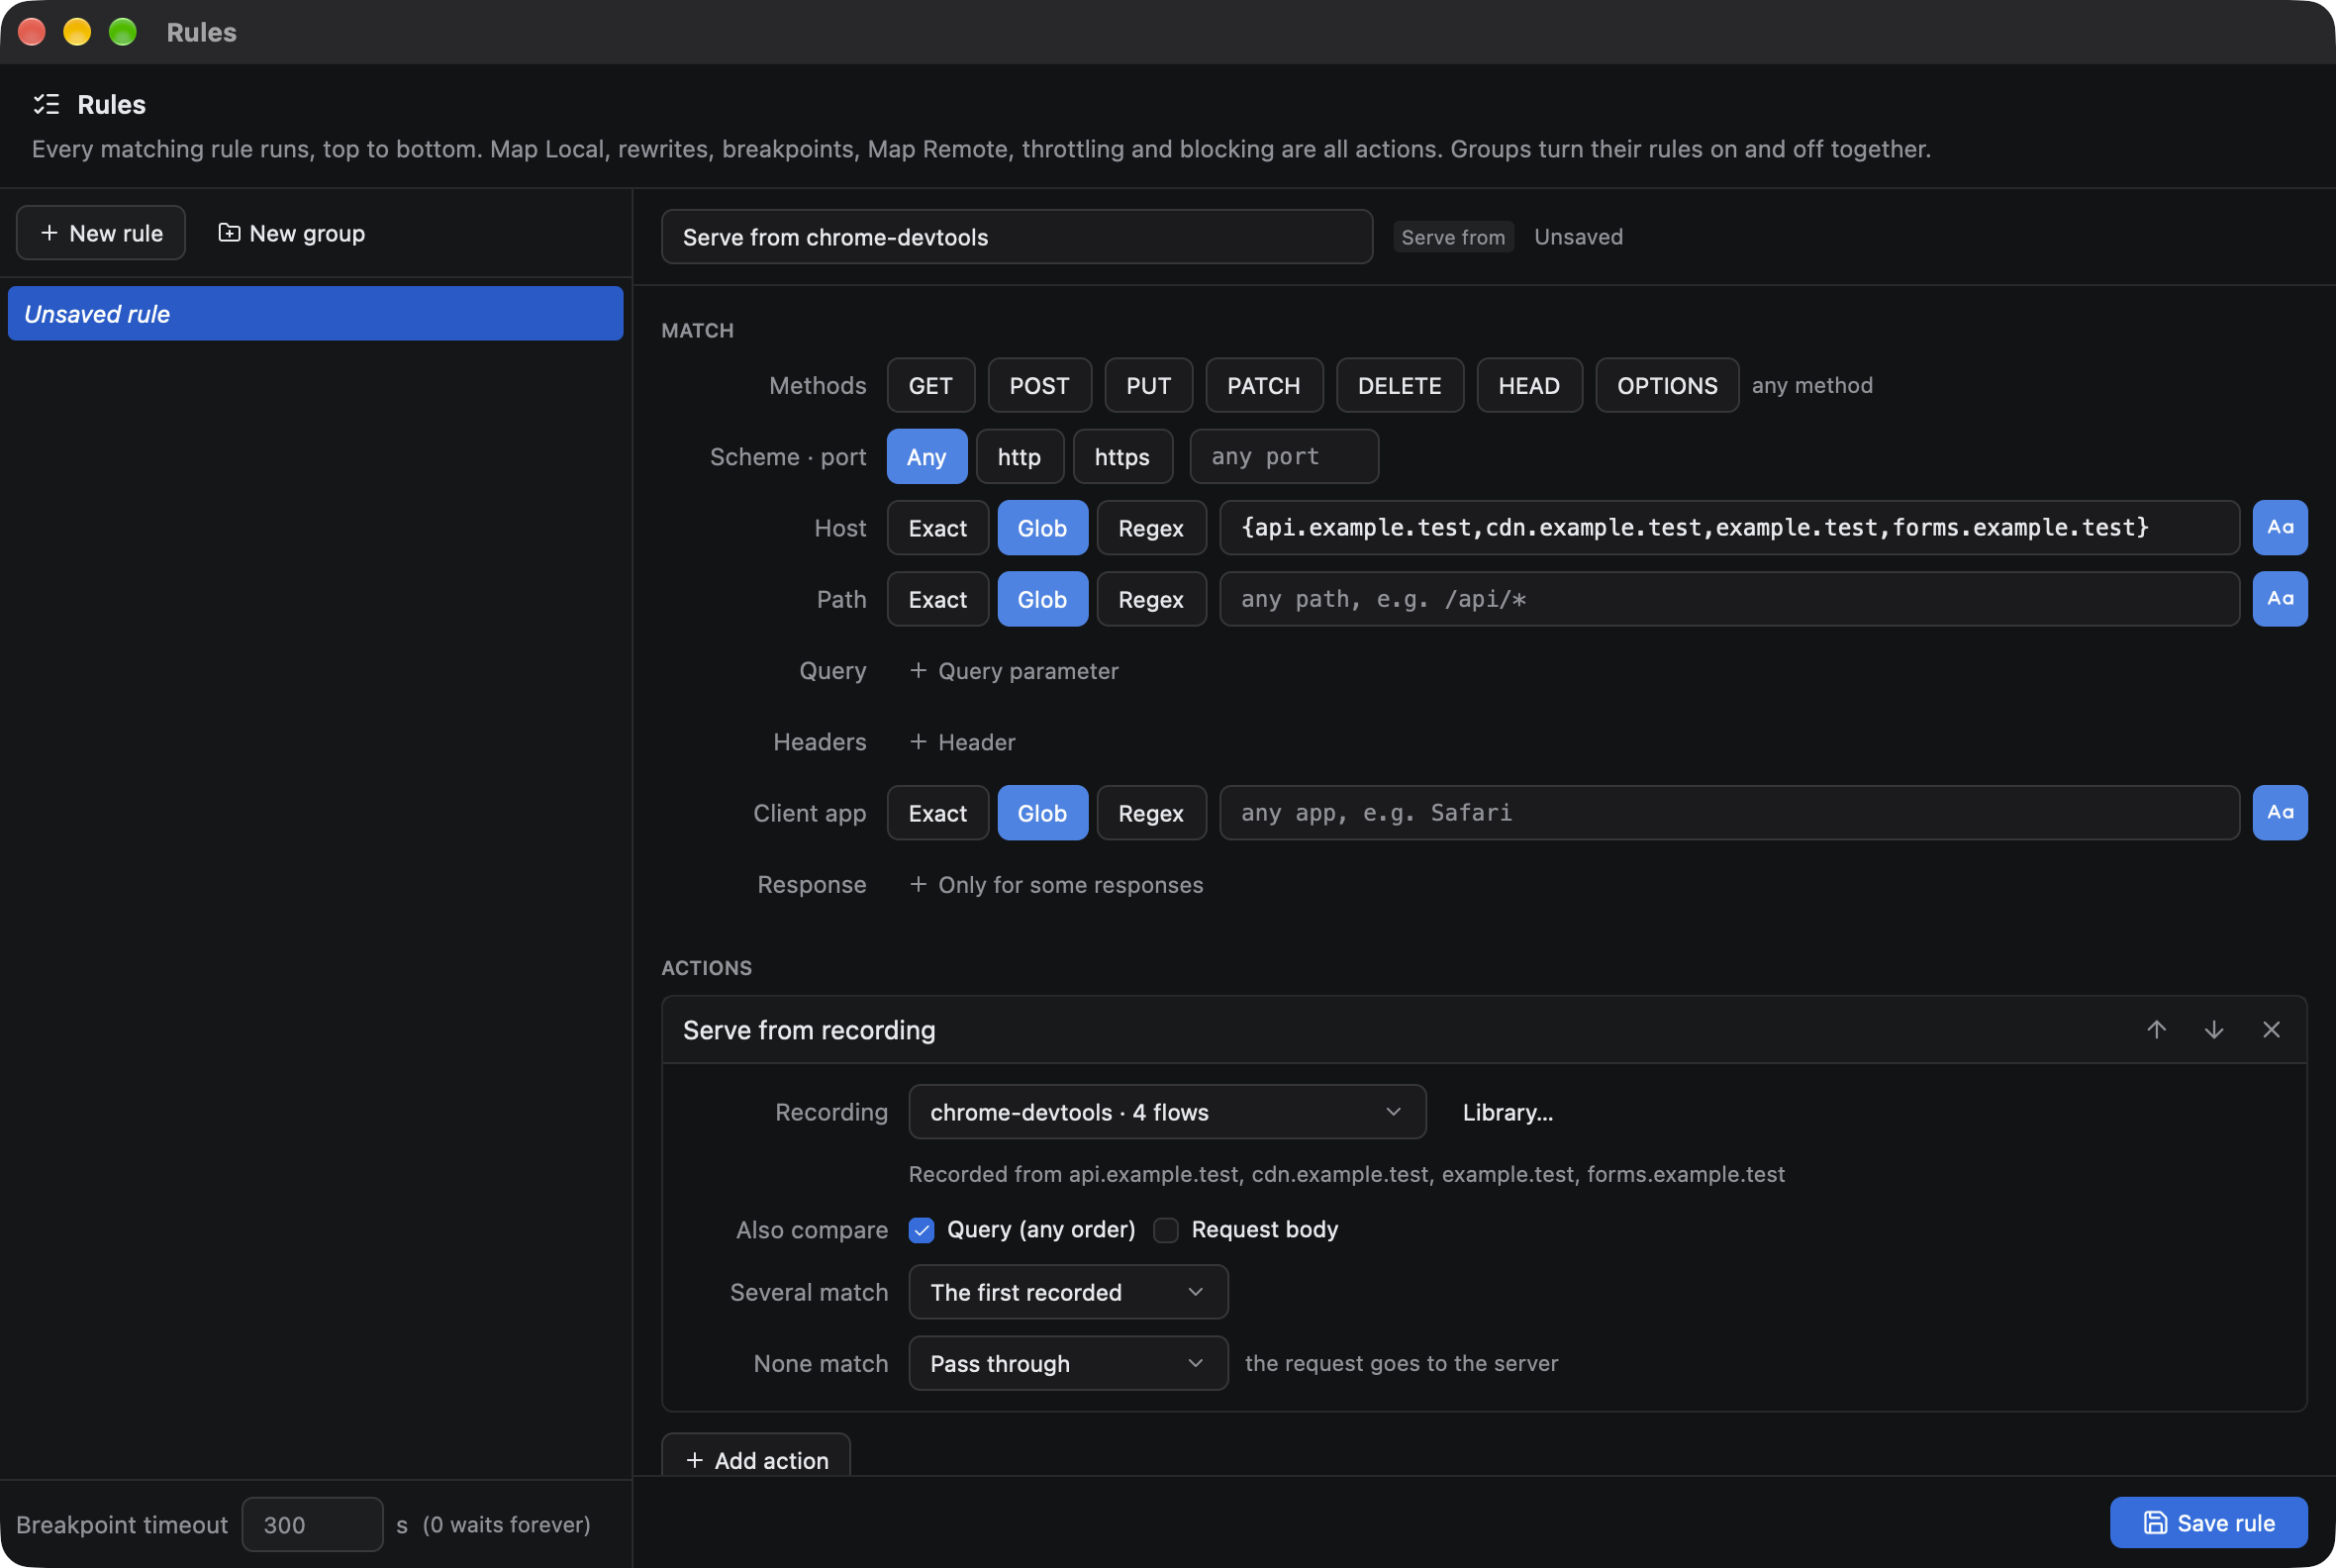 Rules
Rules
Every matching rule runs, top to bottom. Map Local, rewrites, breakpoints, Map Remote, throttling and blocking are all actions. Groups turn their rules on and off together.
+ New rule
New group
Unsaved rule
Breakpoint timeout 300 s (0 waits forever)
Serve from chrome-devtools Serve from Unsaved
MATCH
Methods GET POST PUT PATCH DELETE HEAD OPTIONS any method
Scheme · port Any http https any port
Host Exact Glob Regex {api.example.test,cdn.example.test,example.test,forms.example.test} Aa
Path Exact Glob Regex any path, e.g. /api/* Aa
Query + Query parameter
Headers + Header
Client app Exact Glob Regex any app, e.g. Safari Aa
Response + Only for some responses
ACTIONS
Serve from recording
Recording chrome-devtools · 4 flows Library...
Recorded from api.example.test, cdn.example.test, example.test, forms.example.test
Also compare Query (any order) Request body
Several match The first recorded
None match Pass through the request goes to the server
+ Add action
Save rule